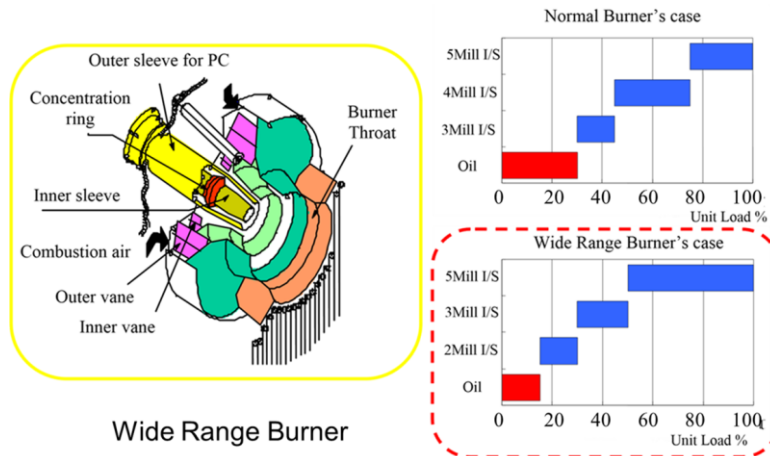 Outer sleeve for PC
Concentration
ring
Burner
Throat
Inner sleeve
Combustion air
Outer vane
Inner vane
Wide Range Burner
Normal Burner's case
5Mill I/S
4Mill I/S
3Mill I/S
Oil
0 20 40 60 80 100
Unit Load %
Wide Range Burner's case
5Mill I/S
3Mill I/S
2Mill I/S
Oil
0 20 40 60 80 100
Unit Load %